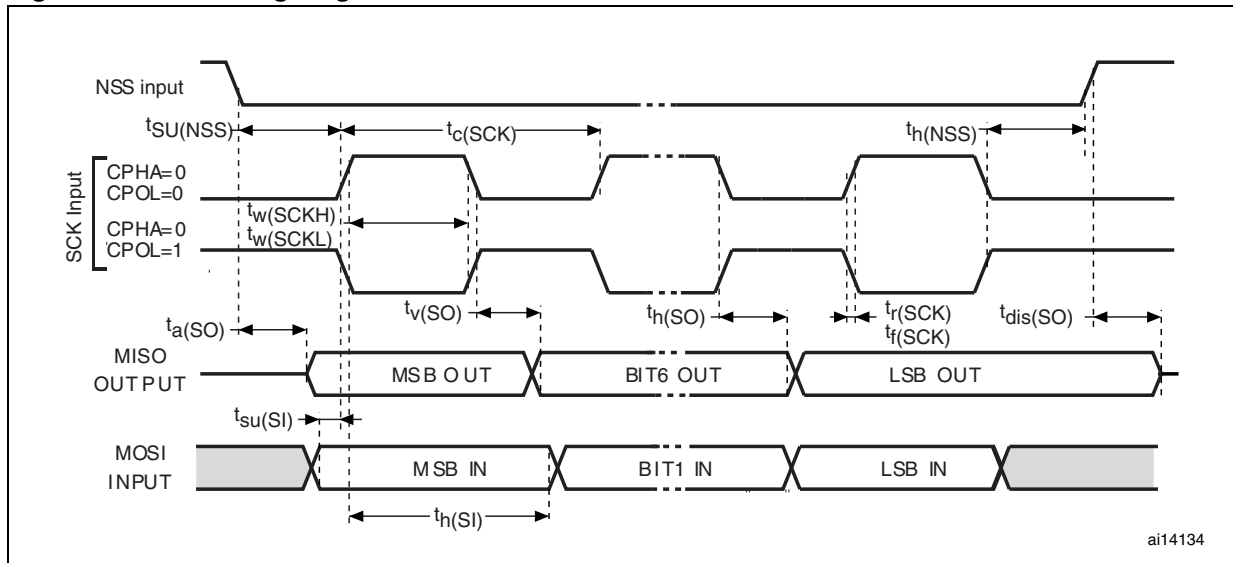 NSS input
tSU(NSS)
tc(SCK)
th(NSS)
SCK Input
CPHA=0
CPOL=0
tw(SCKH)
CPHA=0
tw(SCKL)
CPOL=1
tv(SO)
ta(SO)
th(SO)
tr(SCK)
tf(SCK)
tdis(SO)
MISO
OUTPUT
MSB OUT
BIT6 OUT
LSB OUT
tsu(SI)
MOSI
INPUT
MSB IN
BIT1 IN
LSB IN
th(SI)
ai14134